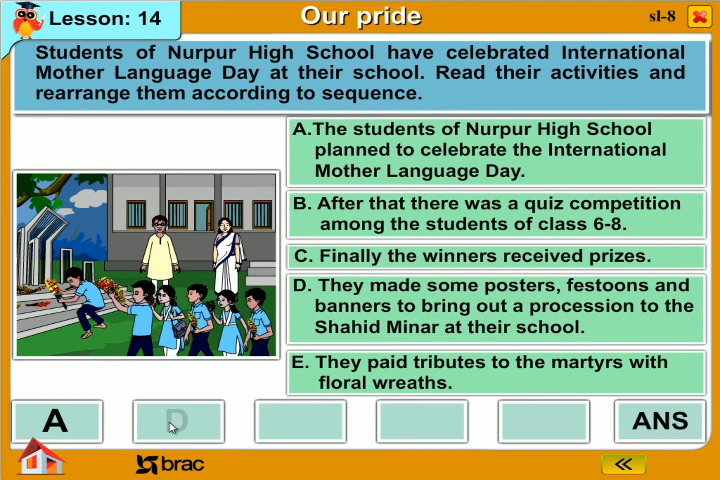 Lesson: 14
Our pride
sl-8
Students of Nurpur High School have celebrated International
Mother Language Day at their school. Read their activities and
rearrange them according to sequence.
A.The students of Nurpur High School
planned to celebrate the International
Mother Language Day.
B. After that there was a quiz competition
among the students of class 6-8.
C. Finally the winners received prizes.
D. They made some posters, festoons and
banners to bring out a procession to the
Shahid Minar at their school.
E. They paid tributes to the martyrs with
floral wreaths.
A
D
ANS
brac